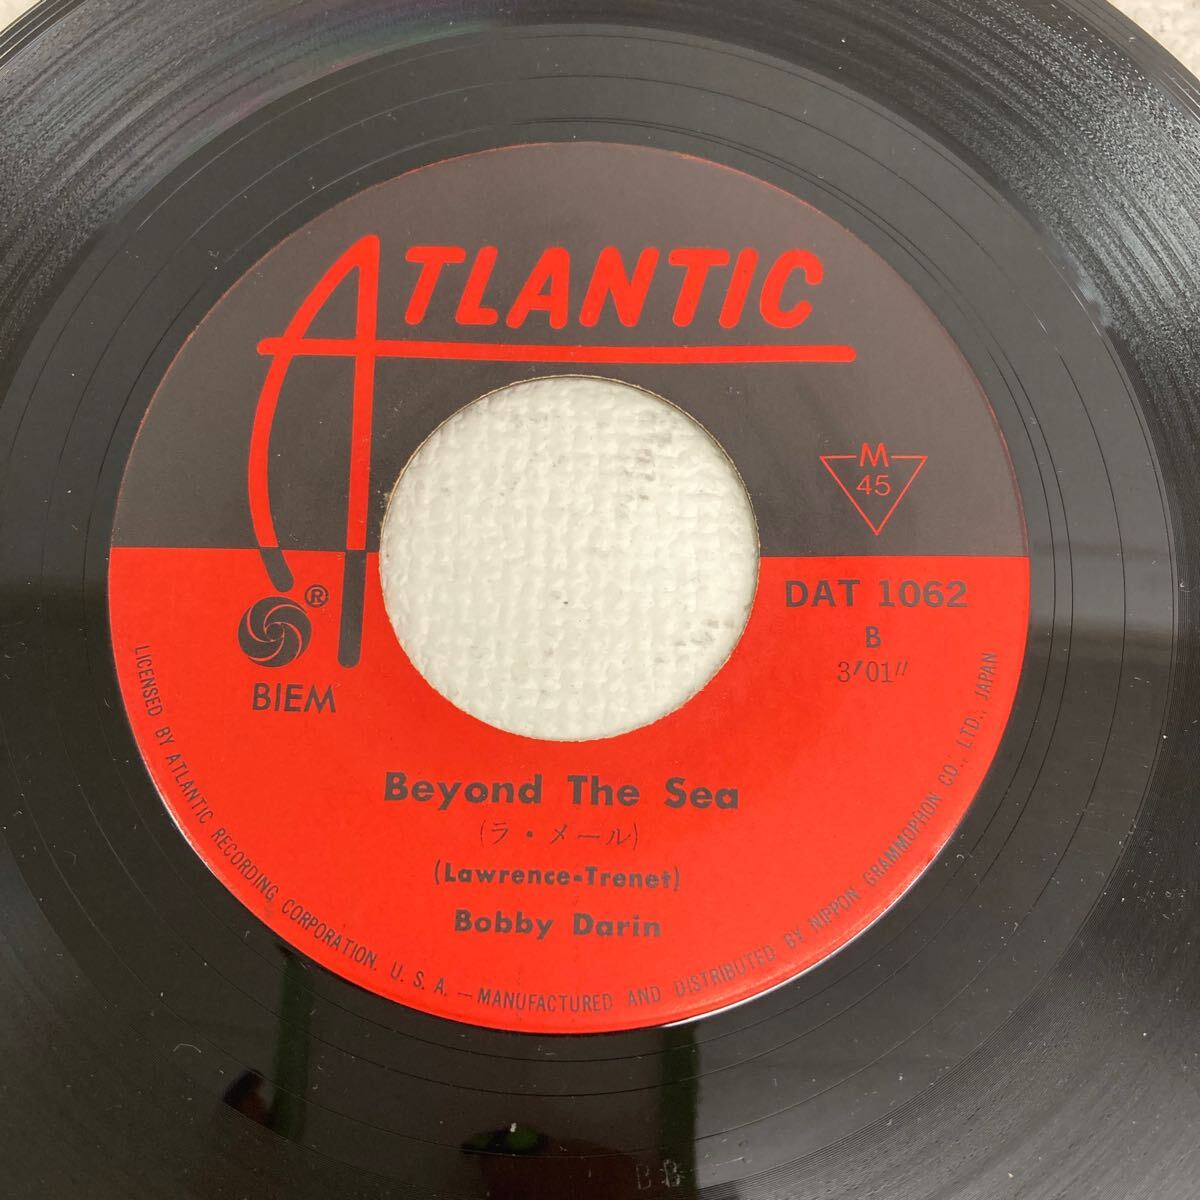 ATLANTIC
M
45
DAT 1062
B
3′01″
®
BIEM
Beyond The Sea
(ラ・メール)
(Lawrence-Trenet)
Bobby Darin
LICENSED BY ATLANTIC RECORDING CORPORATION. U. S. A. — MANUFACTURED AND DISTRIBUTED BY NIPPON GRAMMOPHON CO., LTD., JAPAN
BB